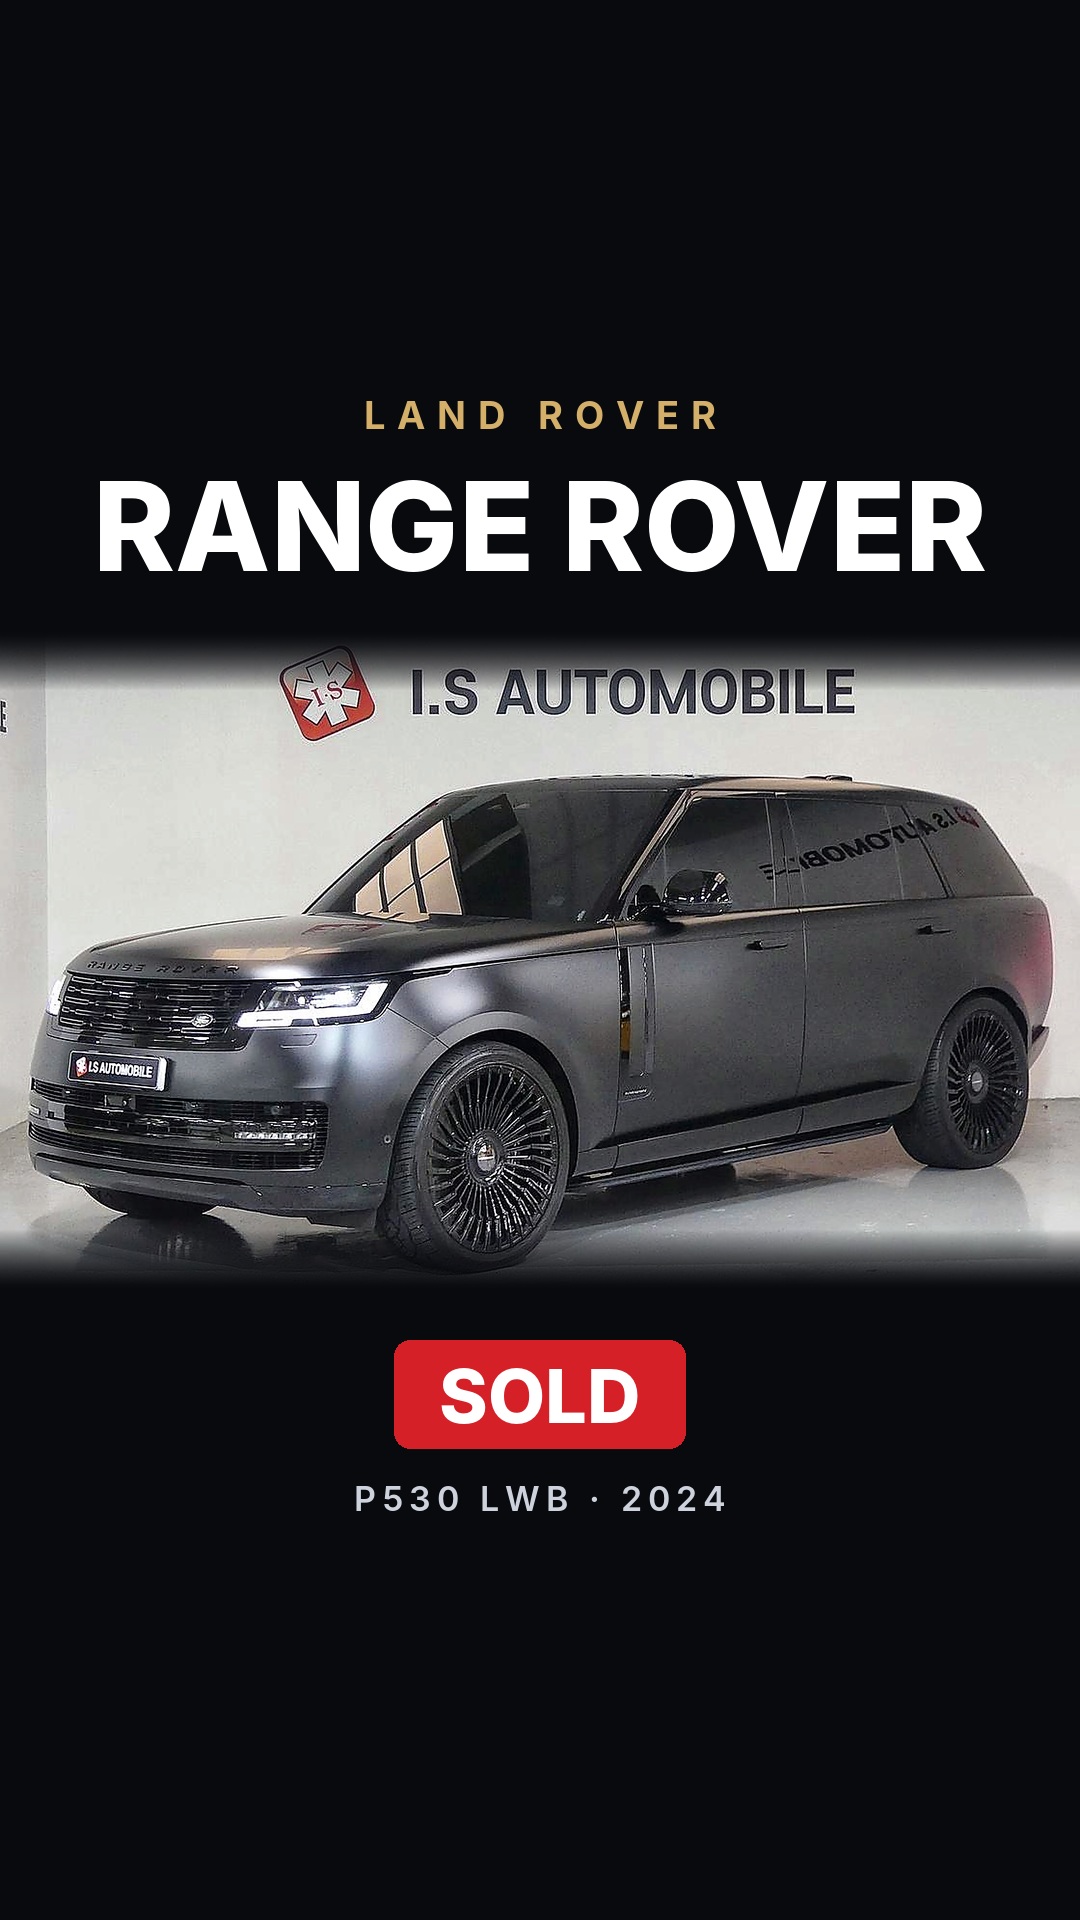 LAND ROVER
RANGE ROVER
I.S
I.S AUTOMOBILE
I.S AUTOMOBILE
RANGE ROVER
I.S AUTOMOBILE
SOLD
P530 LWB · 2024